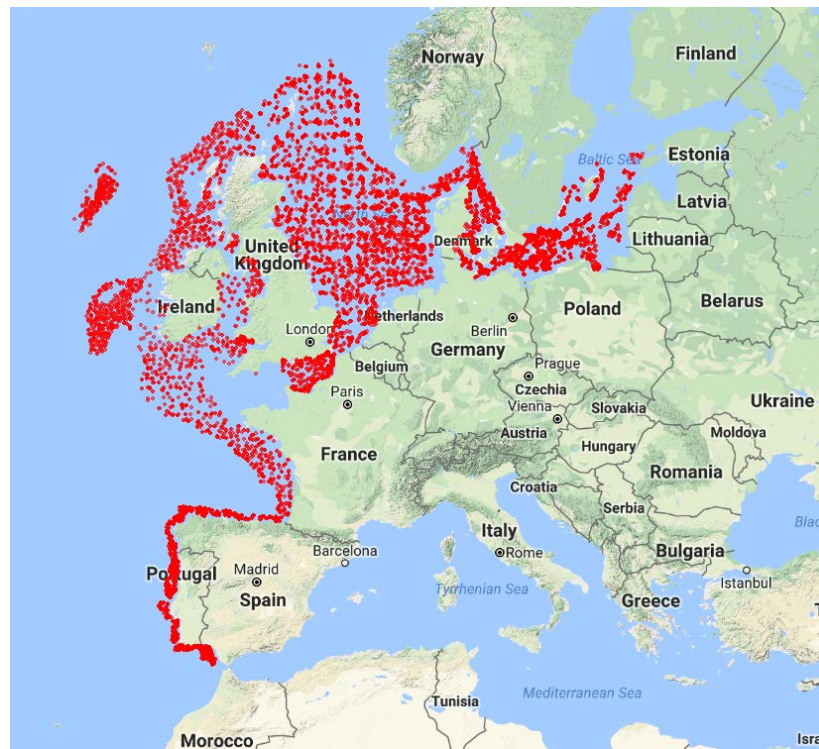 Norway
Finland
Baltic Sea
Estonia
Latvia
North Sea
Denmark
Lithuania
United
Kingdom
Ireland
Belarus
Netherlands
London
Berlin
Poland
Belgium
Germany
Prague
Paris
Czechia
Ukraine
Vienna
Slovakia
Austria
Moldova
Hungary
France
Romania
Croatia
Serbia
Italy
Bulgaria
Barcelona
Rome
Istanbul
Portugal
Madrid
Spain
Tyrrhenian Sea
Greece
Tunisia
Mediterranean Sea
Morocco